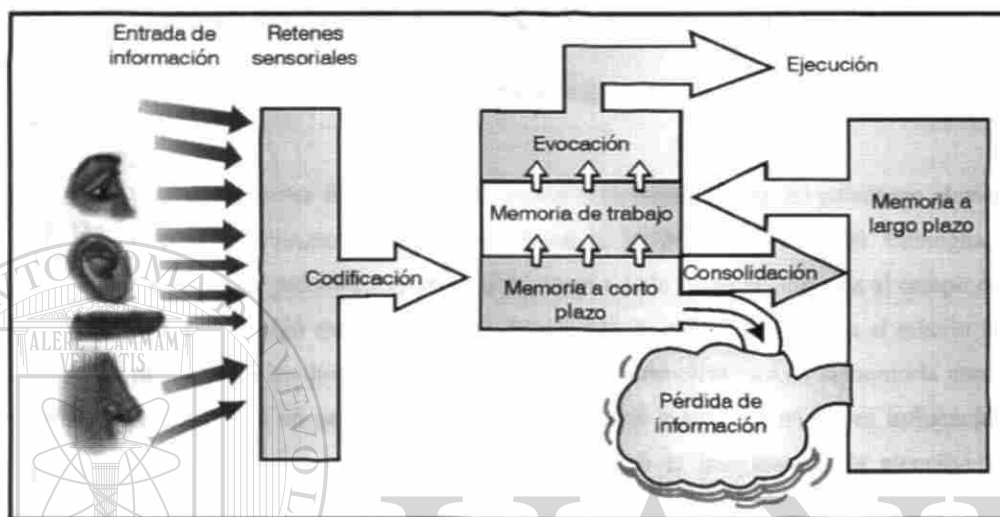 Entrada de
información
Retenes
sensoriales
Ejecución
Evocación
Memoria de trabajo
Memoria a
largo plazo
Codificación
Consolidación
Memoria a corto
plazo
Pérdida de
información
ALERE FLAMMAM
VERITATIS